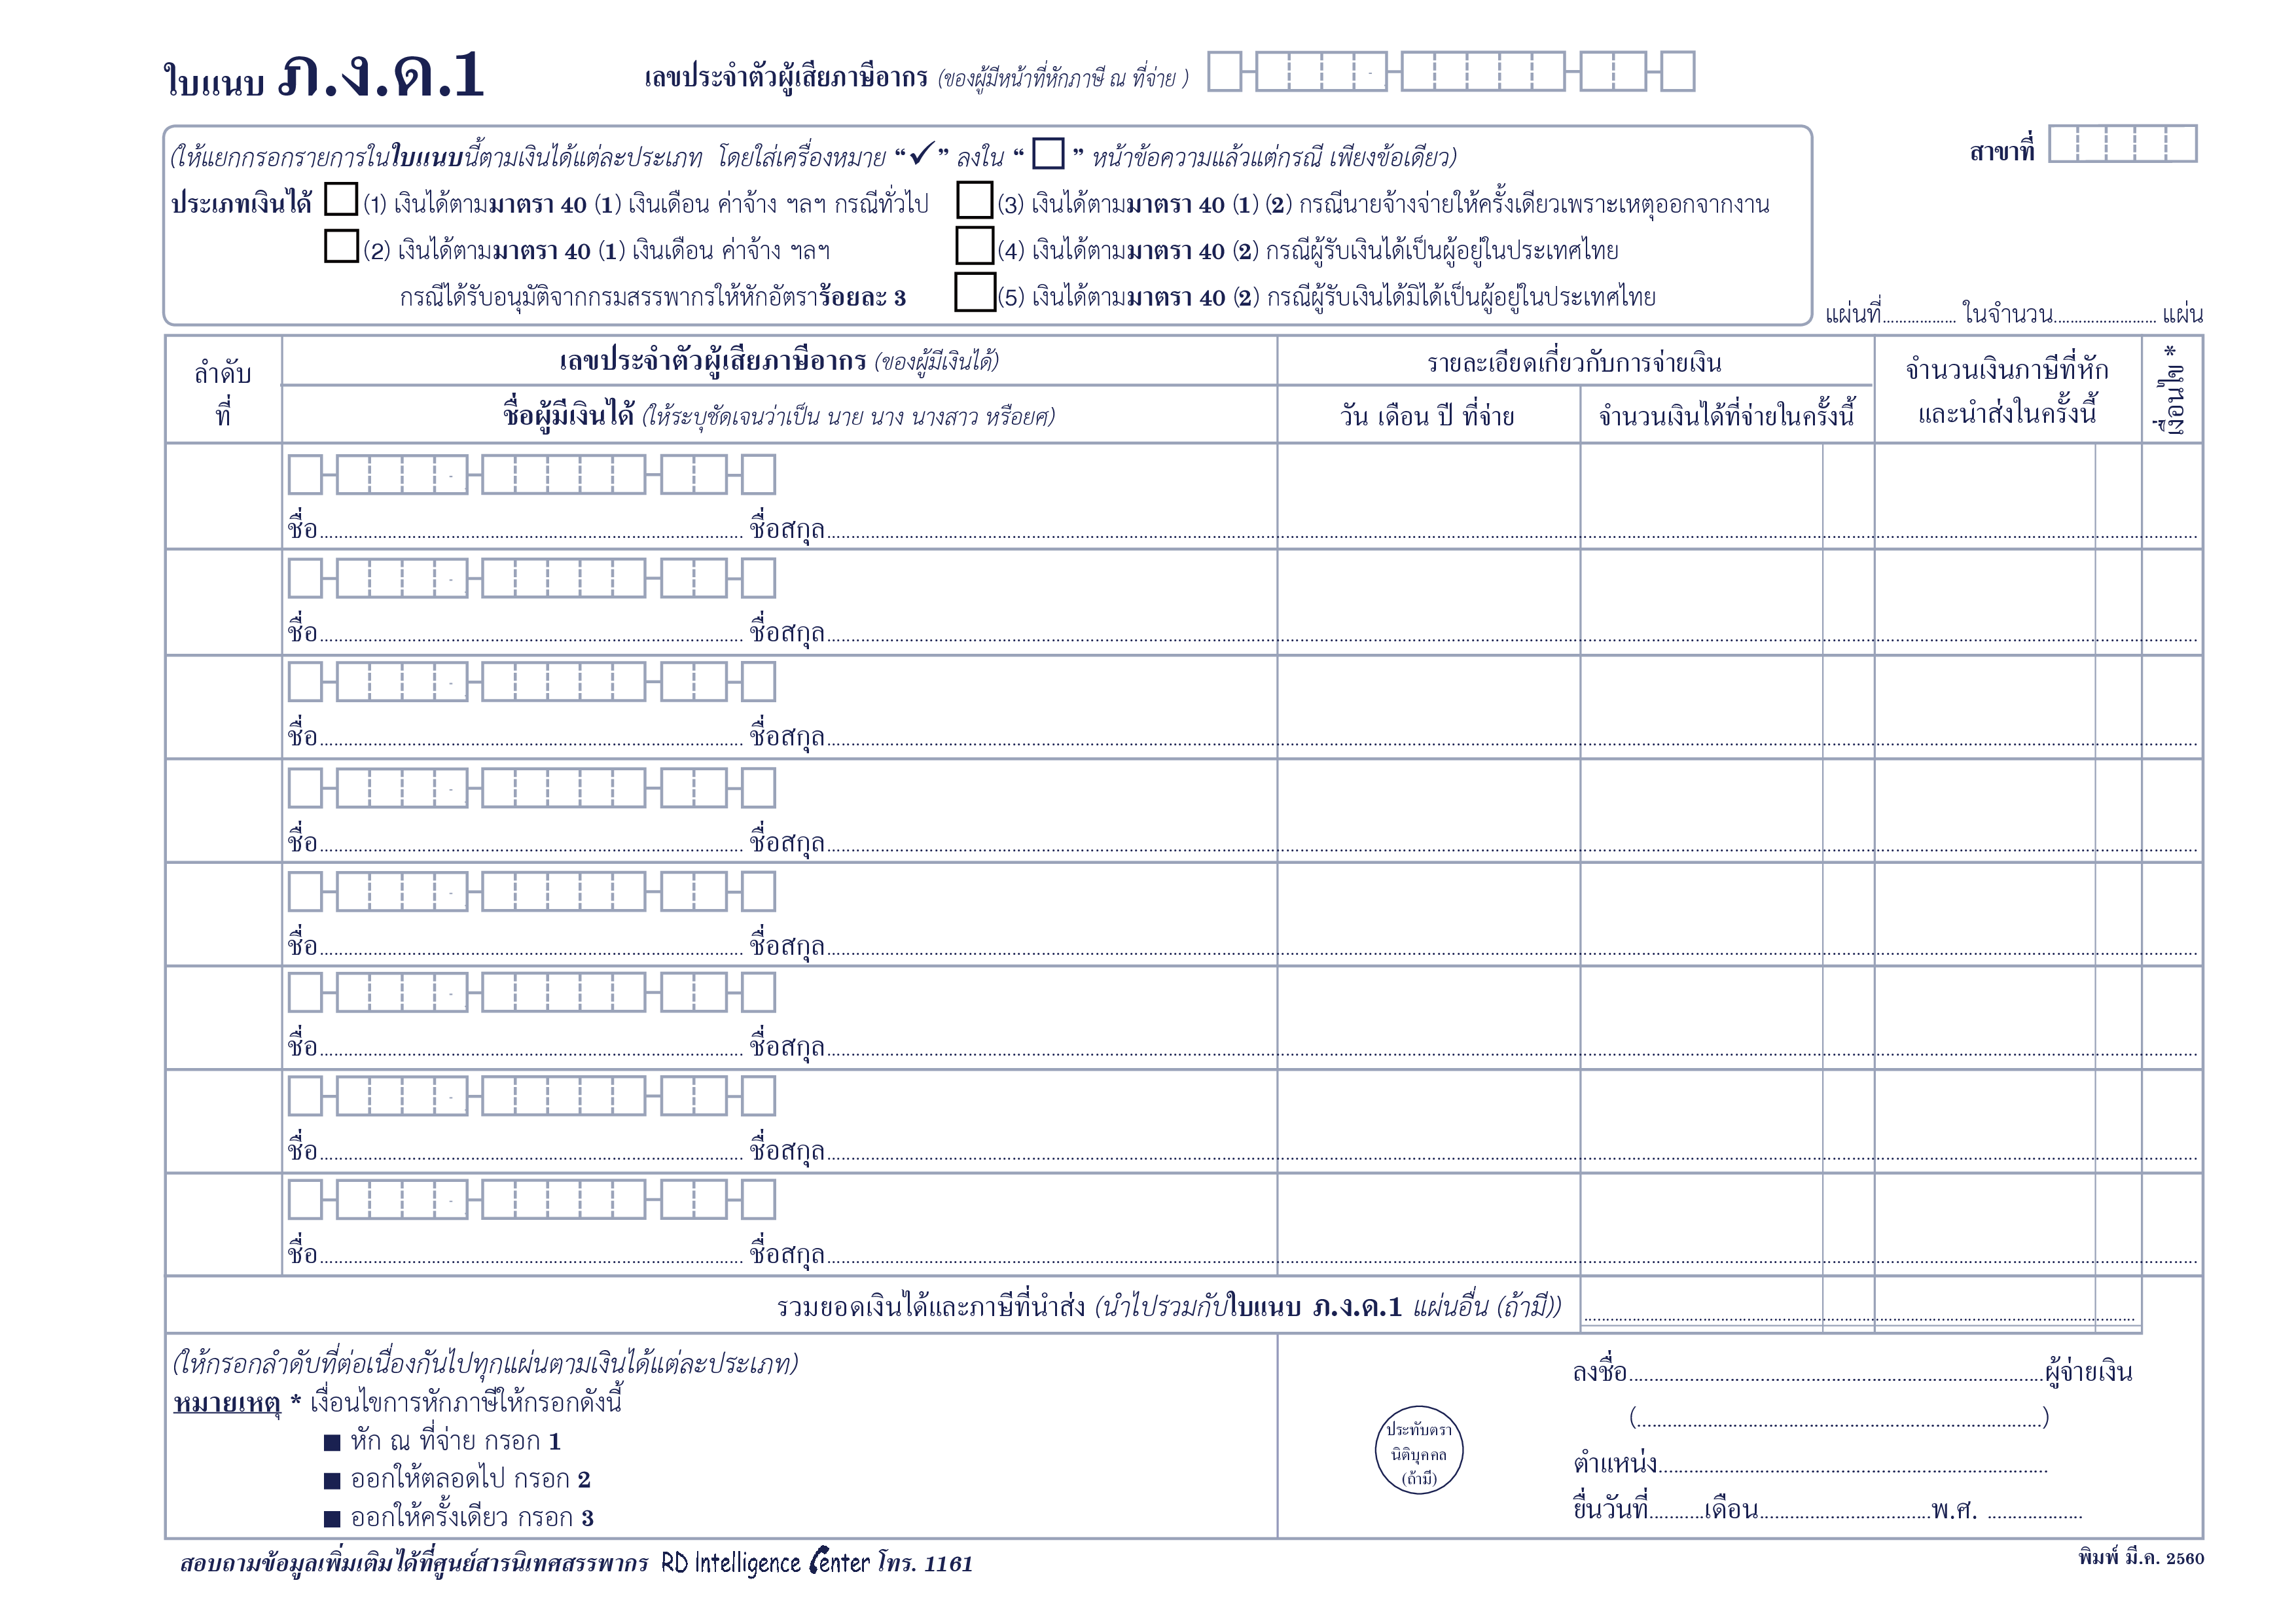 ใบแนบ ภ.ง.ด.1
เลขประจำตัวผู้เสียภาษีอากร (ของผู้มีหน้าที่หักภาษี ณ ที่จ่าย )
(ให้แยกกรอกรายการในใบแนบนี้ตามเงินได้แต่ละประเภท โดยใส่เครื่องหมาย “✓” ลงใน “☐” หน้าข้อความแล้วแต่กรณี เพียงข้อเดียว)
สาขาที่
ประเภทเงินได้ (1) เงินได้ตามมาตรา 40 (1) เงินเดือน ค่าจ้าง ฯลฯ กรณีทั่วไป
(2) เงินได้ตามมาตรา 40 (1) เงินเดือน ค่าจ้าง ฯลฯ
กรณีได้รับอนุมัติจากกรมสรรพากรให้หักอัตราร้อยละ 3
(3) เงินได้ตามมาตรา 40 (1) (2) กรณีนายจ้างจ่ายให้ครั้งเดียวเพราะเหตุออกจากงาน
(4) เงินได้ตามมาตรา 40 (2) กรณีผู้รับเงินได้เป็นผู้อยู่ในประเทศไทย
(5) เงินได้ตามมาตรา 40 (2) กรณีผู้รับเงินได้มิได้เป็นผู้อยู่ในประเทศไทย
แผ่นที่.................. ในจำนวน......................... แผ่น
ลำดับ
ที่
เลขประจำตัวผู้เสียภาษีอากร (ของผู้มีเงินได้)
ชื่อผู้มีเงินได้ (ให้ระบุชัดเจนว่าเป็น นาย นาง นางสาว หรือยศ)
รายละเอียดเกี่ยวกับการจ่ายเงิน
วัน เดือน ปี ที่จ่าย
จำนวนเงินได้ที่จ่ายในครั้งนี้
จำนวนเงินภาษีที่หัก
และนำส่งในครั้งนี้
เงื่อนไข *
ชื่อ.............................. ชื่อสกุล..............................
ชื่อ.............................. ชื่อสกุล..............................
ชื่อ.............................. ชื่อสกุล..............................
ชื่อ.............................. ชื่อสกุล..............................
ชื่อ.............................. ชื่อสกุล..............................
ชื่อ.............................. ชื่อสกุล..............................
ชื่อ.............................. ชื่อสกุล..............................
ชื่อ.............................. ชื่อสกุล..............................
รวมยอดเงินได้และภาษีที่นำส่ง (นำไปรวมกับใบแนบ ภ.ง.ด.1 แผ่นอื่น (ถ้ามี))
(ให้กรอกลำดับที่ต่อเนื่องกันไปทุกแผ่นตามเงินได้แต่ละประเภท)
หมายเหตุ * เงื่อนไขการหักภาษีให้กรอกดังนี้
■ หัก ณ ที่จ่าย กรอก 1
■ ออกให้ตลอดไป กรอก 2
■ ออกให้ครั้งเดียว กรอก 3
ประทับตรา
นิติบุคคล
(ถ้ามี)
ลงชื่อ..............................ผู้จ่ายเงิน
(..............................)
ตำแหน่ง..............................
ยื่นวันที่..........เดือน..............................พ.ศ. ..................
สอบถามข้อมูลเพิ่มเติมได้ที่ศูนย์สารนิเทศสรรพากร RD Intelligence Center โทร. 1161
พิมพ์ มี.ค. 2560